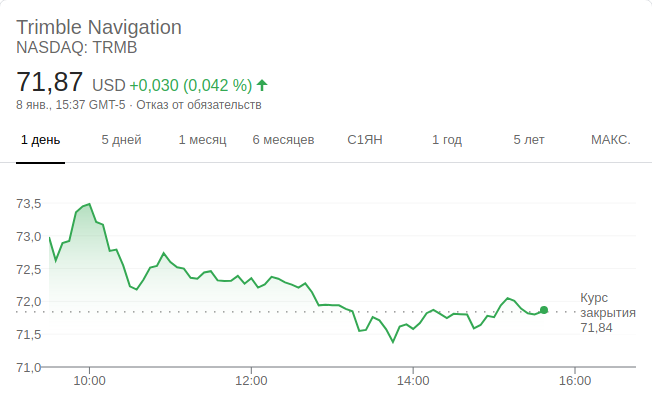 Trimble Navigation
NASDAQ: TRMB
71,87 USD +0,030 (0,042 %)
8 янв., 15:37 GMT-5 · Отказ от обязательств
1 день 5 дней 1 месяц 6 месяцев С1ЯН 1 год 5 лет МАКС.
73,5
73,0
72,5
72,0
71,5
71,0
Курс
закрытия
71,84
10:00 12:00 14:00 16:00